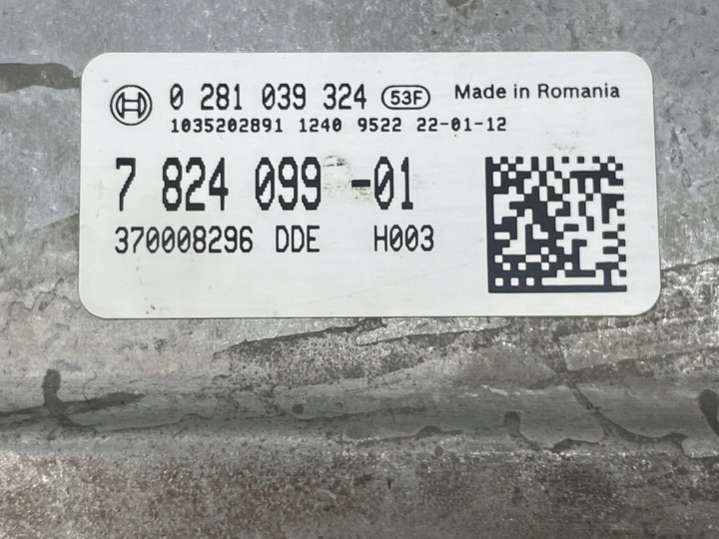 0 281 039 324 53F Made in Romania
1035202891 1240 9522 22-01-12
7 824 099 -01
370008296 DDE H003